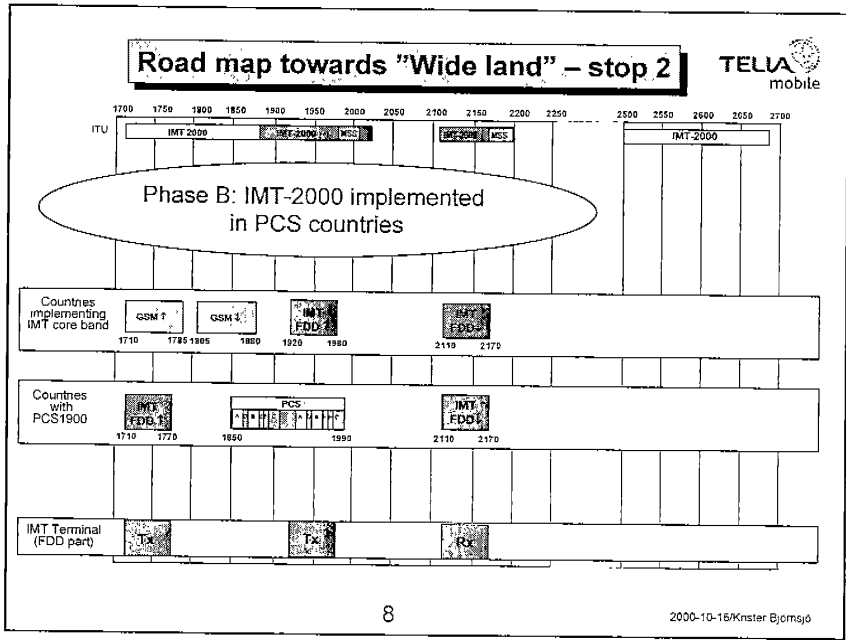 Road map towards "Wide land" – stop 2
TELIA
mobile
1700 1750 1800 1850 1900 1950 2000 2050 2100 2150 2200 2250 2500 2550 2600 2650 2700
ITU IMT 2000 IMT-2000 MSS IMT-2000 MSS IMT-2000
Phase B: IMT-2000 implemented
in PCS countries
Countries
implementing
IMT core band
GSM↑ GSM↓ IMT FDD↑ IMT FDD↓
1710 1785 1805 1880 1920 1980 2110 2170
Countries
with
PCS1900
IMT FDD↑ PCS IMT FDD↓
1710 1770 1850 1990 2110 2170
IMT Terminal
(FDD part)
Tx Tx Rx
8
2000-10-16/Krister Björnsjö